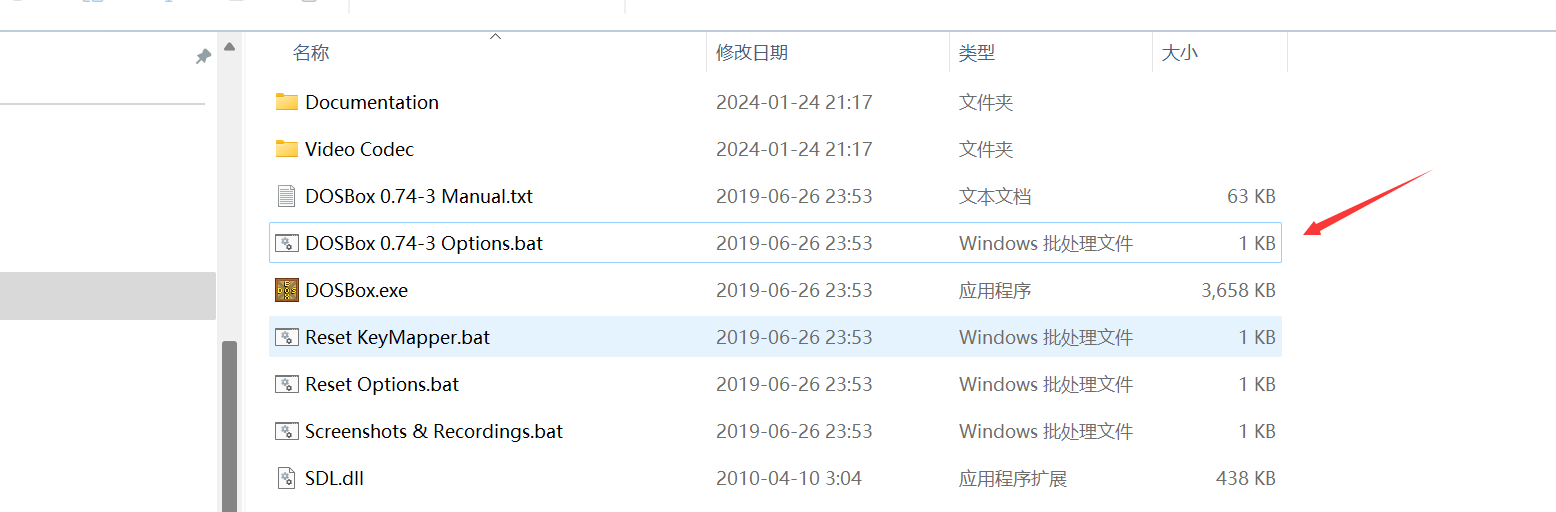 名称 修改日期 类型 大小
Documentation 2024-01-24 21:17 文件夹
Video Codec 2024-01-24 21:17 文件夹
DOSBox 0.74-3 Manual.txt 2019-06-26 23:53 文本文档 63 KB
DOSBox 0.74-3 Options.bat 2019-06-26 23:53 Windows 批处理文件 1 KB
DOSBox.exe 2019-06-26 23:53 应用程序 3,658 KB
Reset KeyMapper.bat 2019-06-26 23:53 Windows 批处理文件 1 KB
Reset Options.bat 2019-06-26 23:53 Windows 批处理文件 1 KB
Screenshots & Recordings.bat 2019-06-26 23:53 Windows 批处理文件 1 KB
SDL.dll 2010-04-10 3:04 应用程序扩展 438 KB